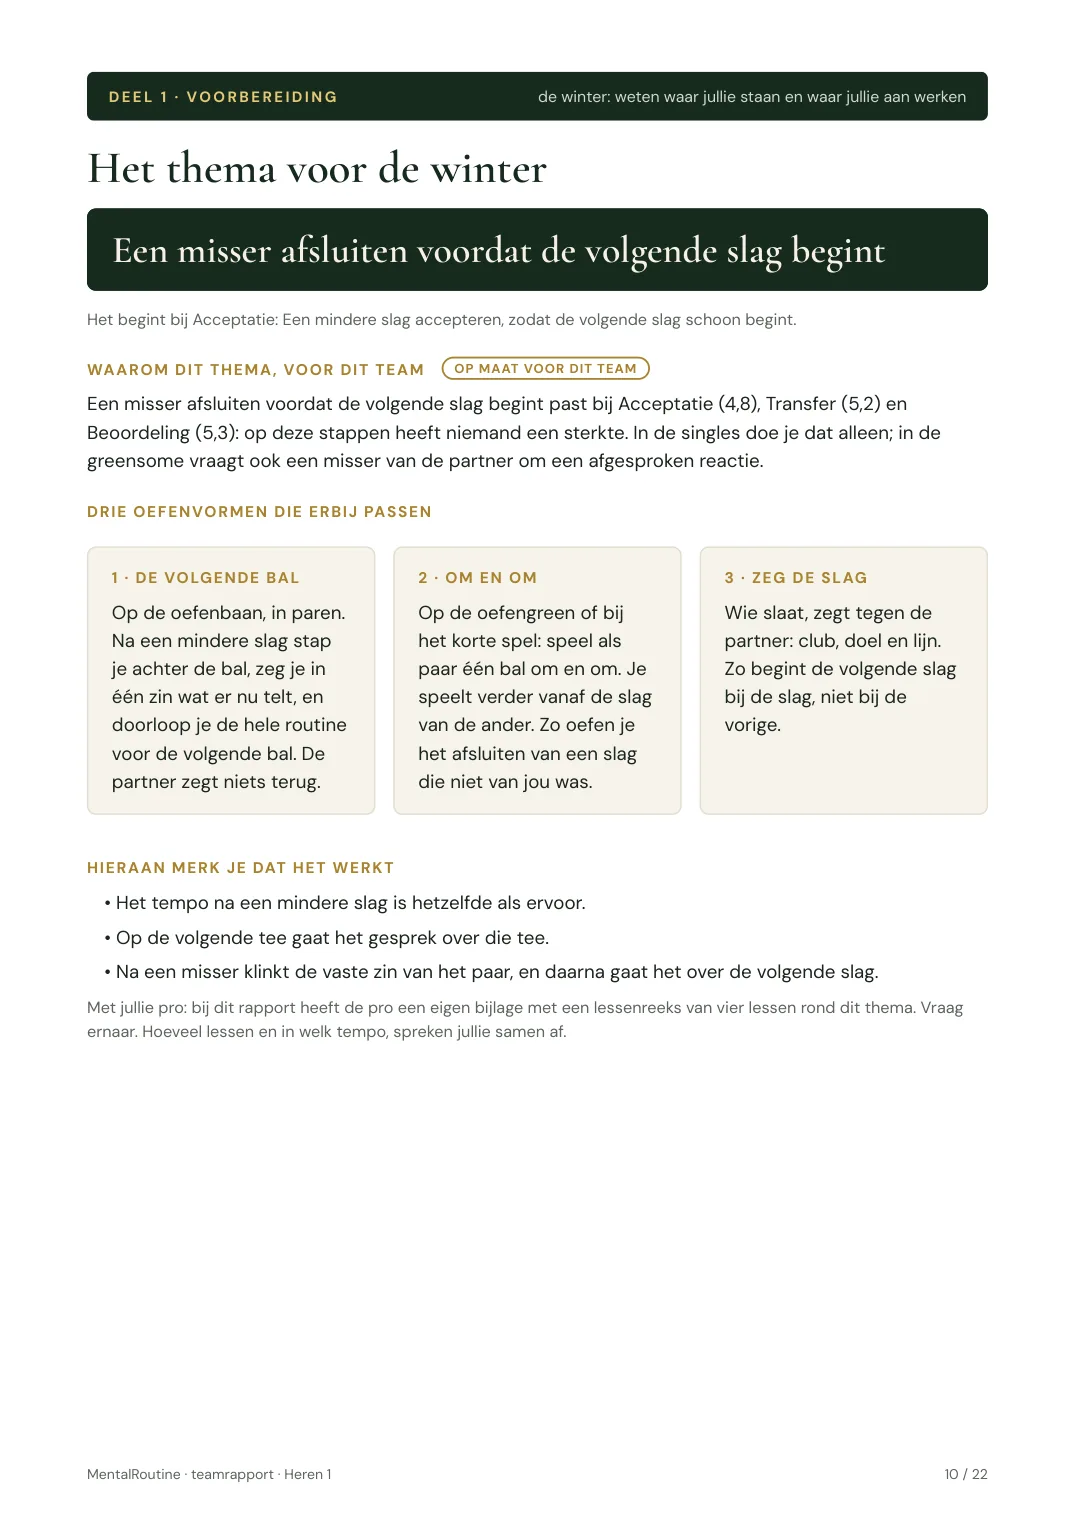 DEEL 1 · VOORBEREIDING
de winter: weten waar jullie staan en waar jullie aan werken
Het thema voor de winter
Een misser afsluiten voordat de volgende slag begint
Het begint bij Acceptatie: Een mindere slag accepteren, zodat de volgende slag schoon begint.
WAAROM DIT THEMA, VOOR DIT TEAM
OP MAAT VOOR DIT TEAM
Een misser afsluiten voordat de volgende slag begint past bij Acceptatie (4,8), Transfer (5,2) en
Beoordeling (5,3): op deze stappen heeft niemand een sterkte. In de singles doe je dat alleen; in de
greensome vraagt ook een misser van de partner om een afgesproken reactie.
DRIE OEFENVORMEN DIE ERBIJ PASSEN
1 · DE VOLGENDE BAL
Op de oefenbaan, in paren.
Na een mindere slag stap
je achter de bal, zeg je in
één zin wat er nu telt, en
doorloop je de hele routine
voor de volgende bal. De
partner zegt niets terug.
2 · OM EN OM
Op de oefengreen of bij
het korte spel: speel als
paar één bal om en om. Je
speelt verder vanaf de slag
van de ander. Zo oefen je
het afsluiten van een slag
die niet van jou was.
3 · ZEG DE SLAG
Wie slaat, zegt tegen de
partner: club, doel en lijn.
Zo begint de volgende slag
bij de slag, niet bij de
vorige.
HIERAAN MERK JE DAT HET WERKT
• Het tempo na een mindere slag is hetzelfde als ervoor.
• Op de volgende tee gaat het gesprek over die tee.
• Na een misser klinkt de vaste zin van het paar, en daarna gaat het over de volgende slag.
Met jullie pro: bij dit rapport heeft de pro een eigen bijlage met een lessenreeks van vier lessen rond dit thema. Vraag
ernaar. Hoeveel lessen en in welk tempo, spreken jullie samen af.
MentalRoutine · teamrapport · Heren 1
10 / 22